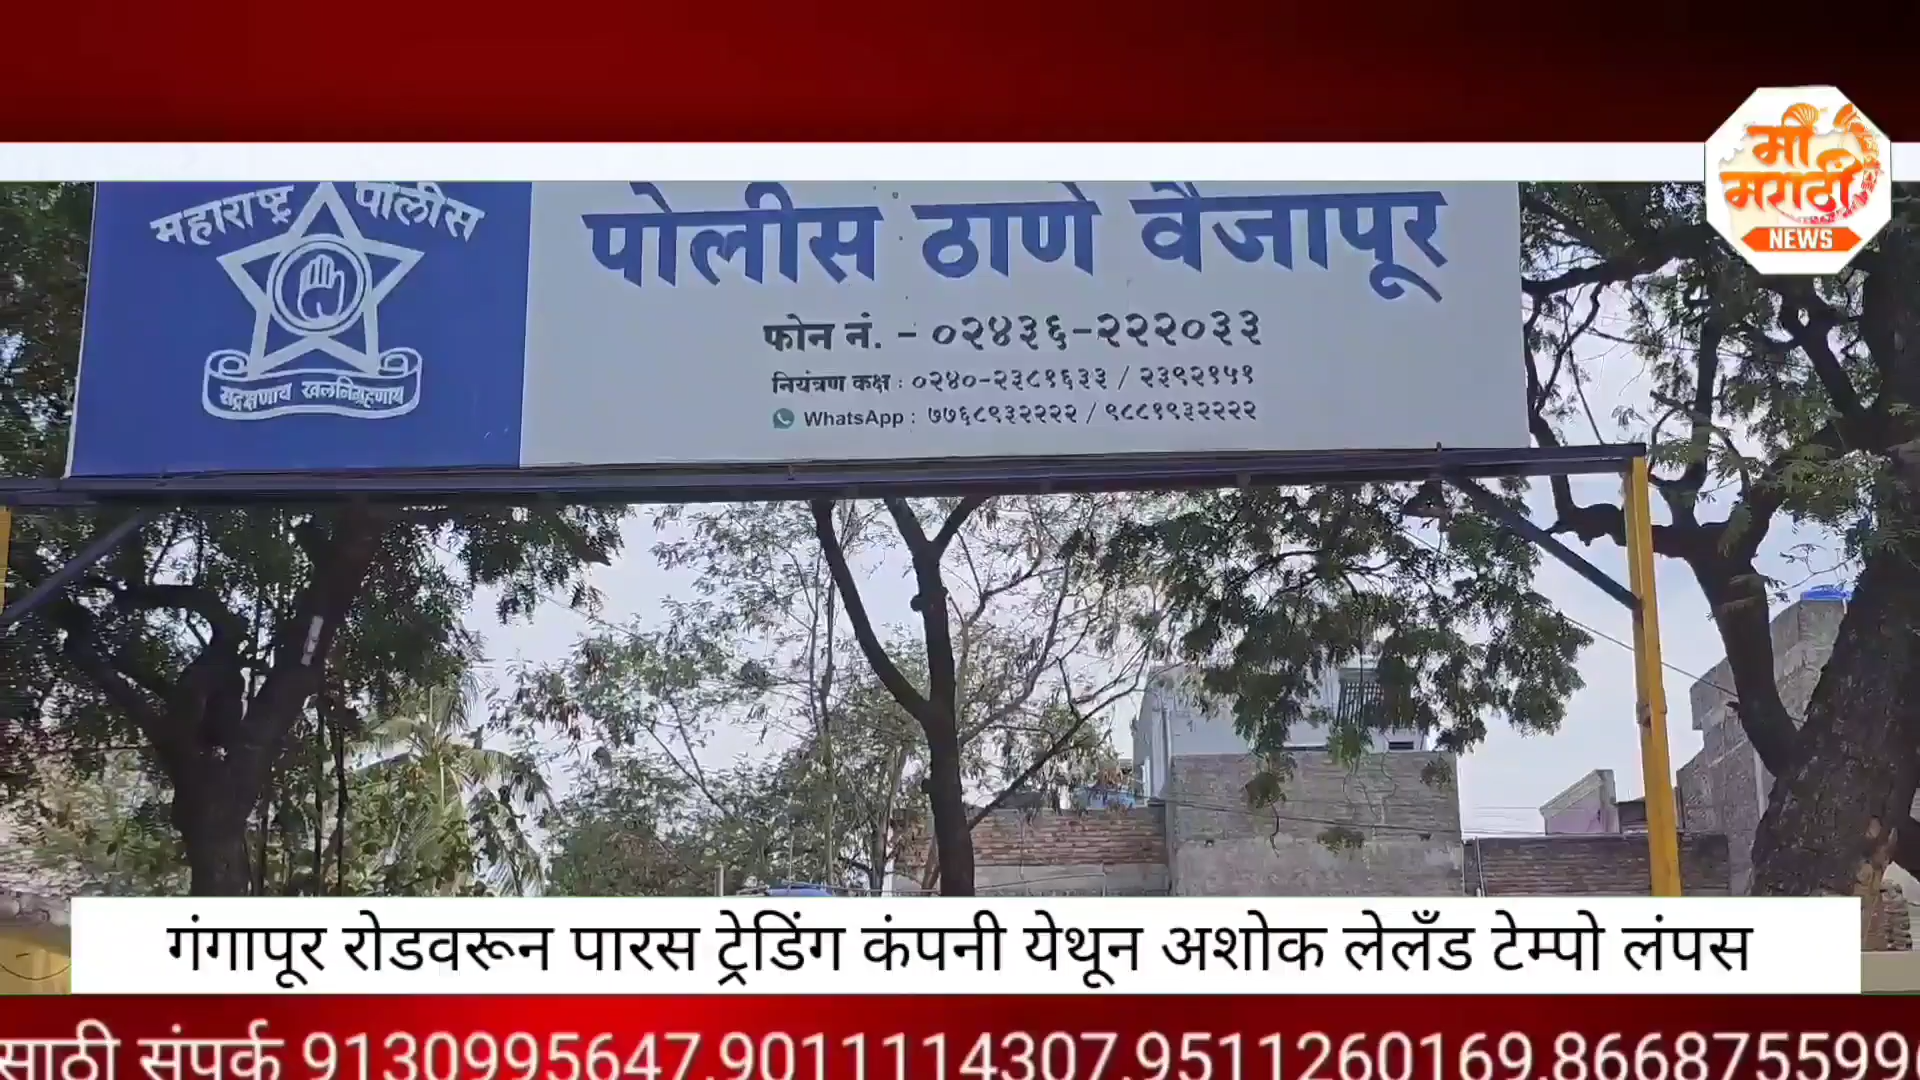 मी
मराठी
NEWS
महाराष्ट्र पोलीस
सद्रक्षणाय खलनिग्रहणाय
पोलीस ठाणे वैजापूर
फोन नं. - ०२४३६-२२२०३३
नियंत्रण कक्ष : ०२४०-२३८१६३३ / २३९२१५१
WhatsApp : ७७६८९३२२२२ / ९८८१९३२२२२
गंगापूर रोडवरून पारस ट्रेडिंग कंपनी येथून अशोक लेलँड टेम्पो लंपस
साठी संपर्क 9130995647,9011114307,9511260169,866875599